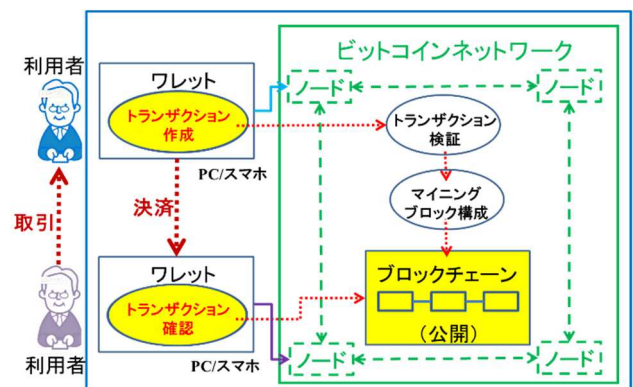 ビットコインネットワーク
利用者
ワレット
トランザクション
作成
PC/スマホ
ノード
ノード
トランザクション
検証
マイニング
ブロック構成
取引
決済
ワレット
トランザクション
確認
PC/スマホ
ブロックチェーン
(公開)
利用者
ノード
ノード